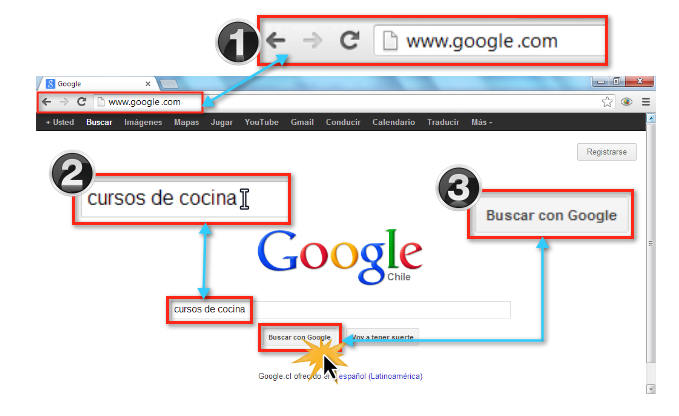 1
www.google .com
Google
www.google .com
+ Usted Buscar Imágenes Mapas Jugar YouTube Gmail Conducir Calendario Traducir Más -
Registrarse
2
cursos de cocina
3
Buscar con Google
Google
Chile
cursos de cocina
Buscar con Google Voy a tener suerte
Google.cl ofrecido en español (Latinoamérica)